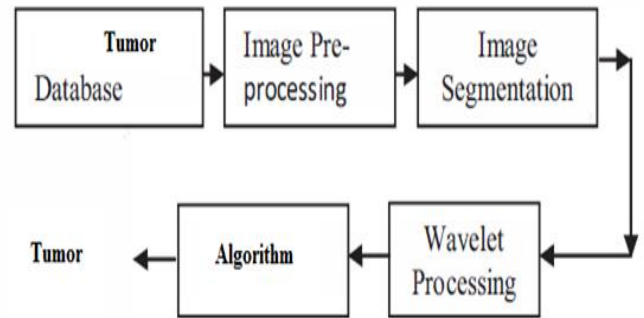 Tumor
Database
Image Pre-
processing
Image
Segmentation
Tumor
Algorithm
Wavelet
Processing